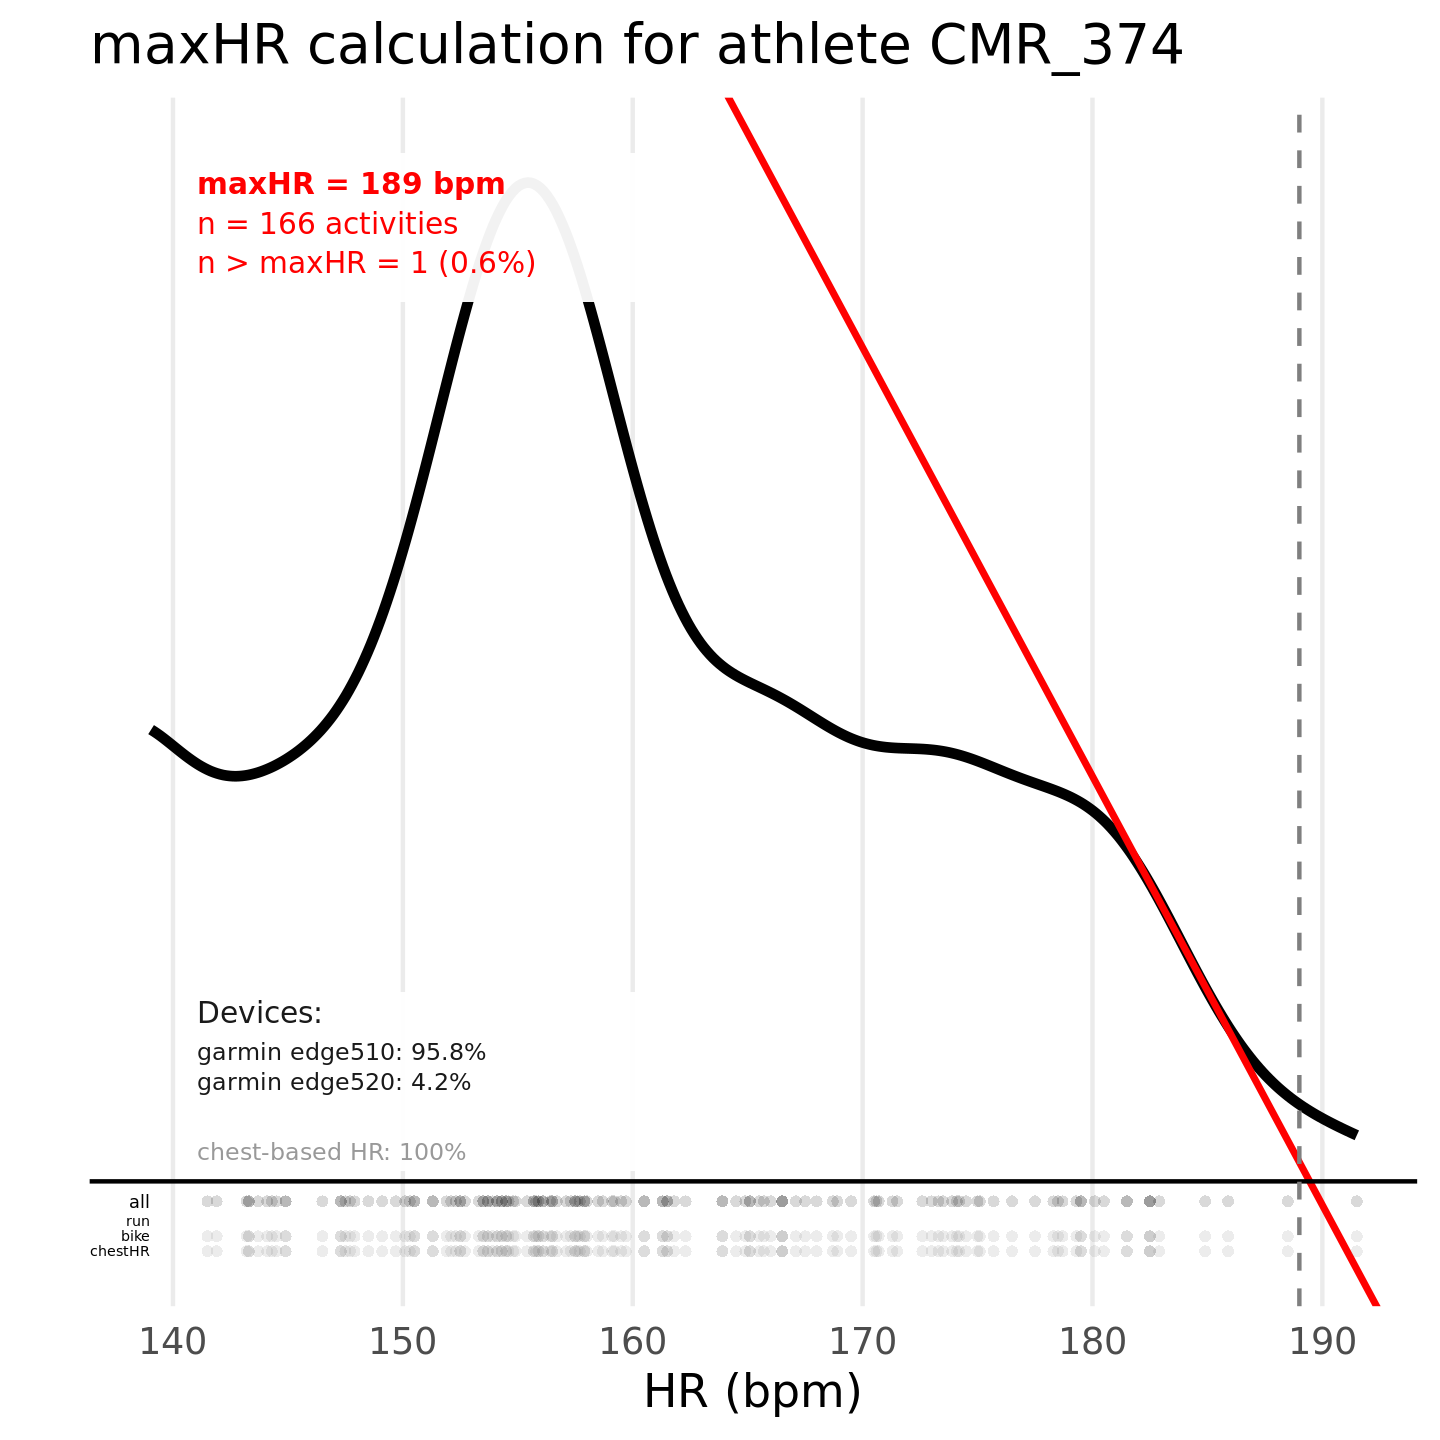 maxHR calculation for athlete CMR_374
maxHR = 189 bpm
n = 166 activities
n > maxHR = 1 (0.6%)
Devices:
garmin edge510: 95.8%
garmin edge520: 4.2%
chest-based HR: 100%
all
run
bike
chestHR
140 150 160 170 180 190
HR (bpm)